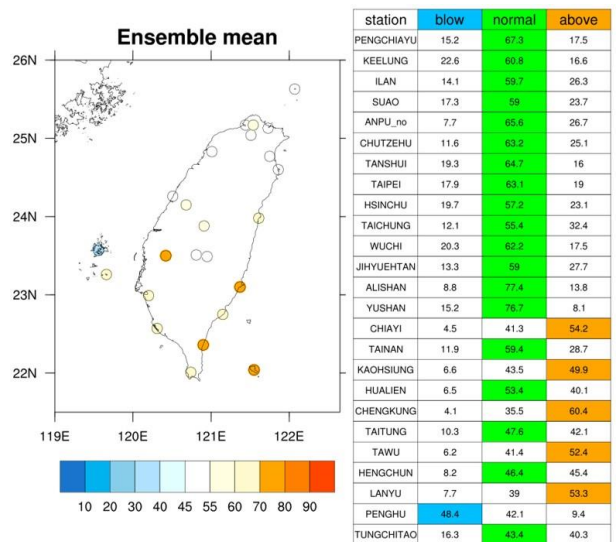 Ensemble mean
26N
25N
24N
23N
22N
119E 120E 121E 122E
10 20 30 40 45 55 60 70 80 90
station blow normal above
PENGCHIAYU 15.2 67.3 17.5
KEELUNG 22.6 60.8 16.6
ILAN 14.1 59.7 26.3
SUAO 17.3 59 23.7
ANPU_no 7.7 65.6 26.7
CHUTZEHU 11.6 63.2 25.1
TANSHUI 19.3 64.7 16
TAIPEI 17.9 63.1 19
HSINCHU 19.7 57.2 23.1
TAICHUNG 12.1 55.4 32.4
WUCHI 20.3 62.2 17.5
JIHYUEHTAN 13.3 59 27.7
ALISHAN 8.8 77.4 13.8
YUSHAN 15.2 76.7 8.1
CHIAYI 4.5 41.3 54.2
TAINAN 11.9 59.4 28.7
KAOHSIUNG 6.6 43.5 49.9
HUALIEN 6.5 53.4 40.1
CHENGKUNG 4.1 35.5 60.4
TAITUNG 10.3 47.6 42.1
TAWU 6.2 41.4 52.4
HENGCHUN 8.2 46.4 45.4
LANYU 7.7 39 53.3
PENGHU 48.4 42.1 9.4
TUNGCHITAO 16.3 43.4 40.3